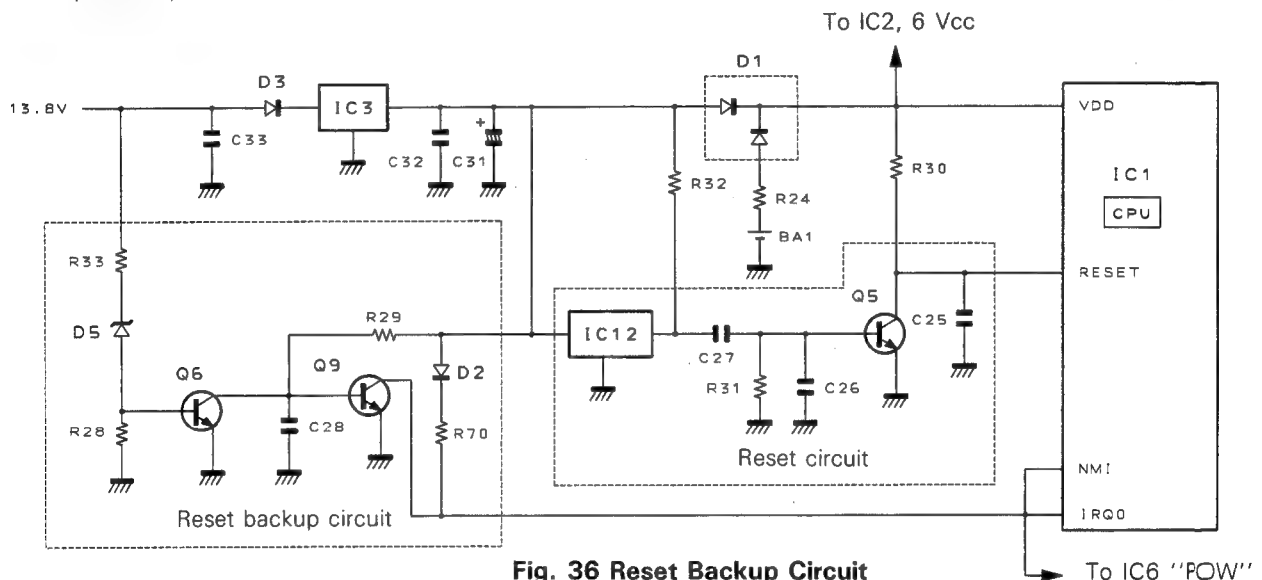 To IC2, 6 Vcc
D1
D3
13.8V
IC3
VDD
C33
C32
C31
+
R32
R24
R30
IC1
CPU
BA1
R33
RESET
Q5
D5
R29
IC12
C25
C27
Q6
Q9
D2
R31
C26
R28
C28
R70
Reset circuit
NMI
Reset backup circuit
IRQ0
Fig. 36 Reset Backup Circuit
To IC6 "POW"